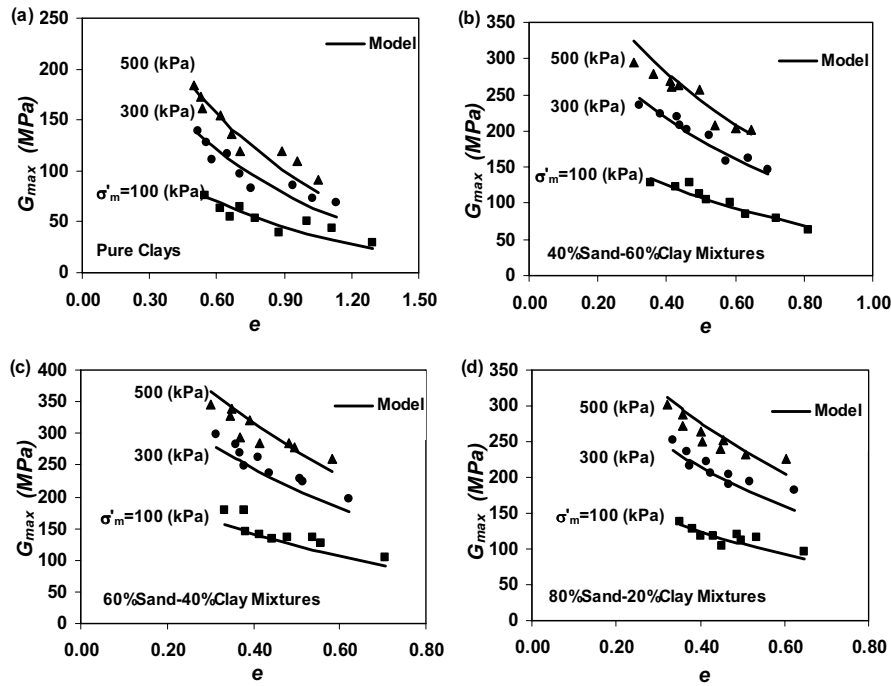 (a)
250
200
150
100
50
0
G_max (MPa)
500 (kPa)
300 (kPa)
σ'm=100 (kPa)
Model
Pure Clays
0.00 0.30 0.60 0.90 1.20 1.50
e
(b)
350
300
250
200
150
100
50
0
G_max (MPa)
500 (kPa)
300 (kPa)
σ'm=100 (kPa)
Model
40%Sand-60%Clay Mixtures
0.00 0.20 0.40 0.60 0.80 1.00
e
(c)
400
350
300
250
200
150
100
50
0
G_max (MPa)
500 (kPa)
300 (kPa)
σ'm=100 (kPa)
Model
60%Sand-40%Clay Mixtures
0.00 0.20 0.40 0.60 0.80
e
(d)
350
300
250
200
150
100
50
0
G_max (MPa)
500 (kPa)
300 (kPa)
σ'm=100 (kPa)
Model
80%Sand-20%Clay Mixtures
0.00 0.20 0.40 0.60 0.80
e